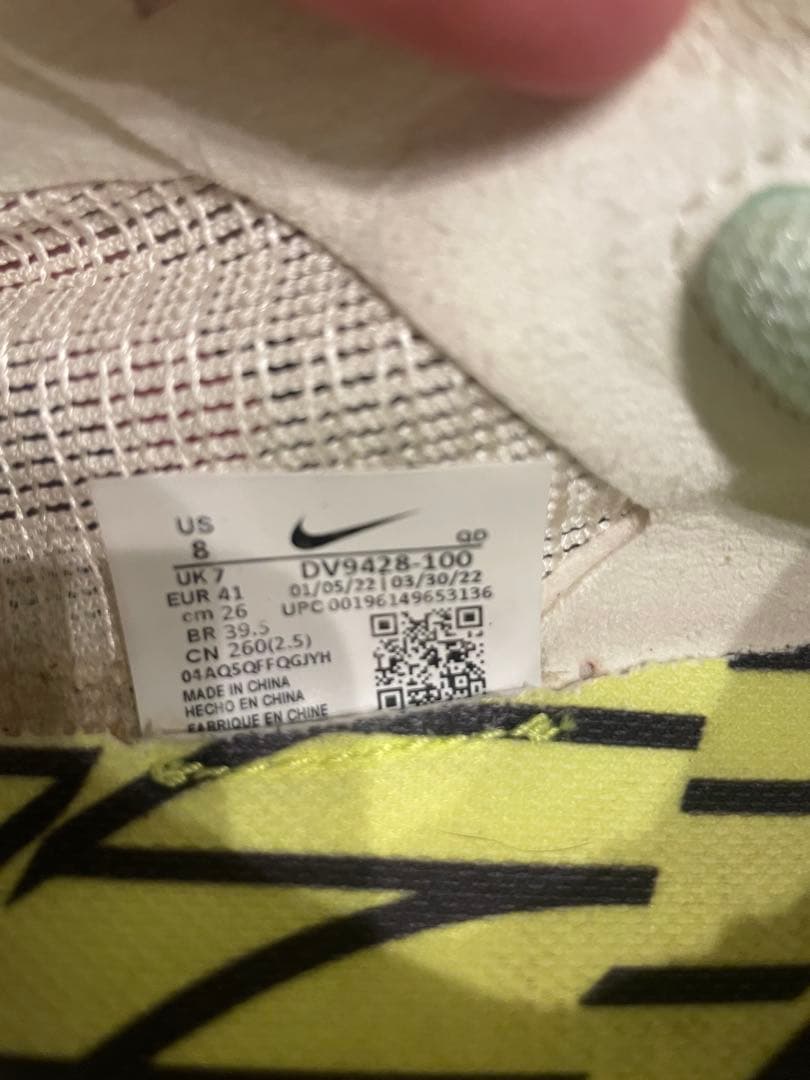 US
8
QD
UK 7
DV9428-100
EUR 41
01/05/22 | 03/30/22
cm 26
UPC 00196149653136
BR 39.5
CN 260(2.5)
04AQ5QFFQGJYH
MADE IN CHINA
HECHO EN CHINA
FABRIQUE EN CHINE